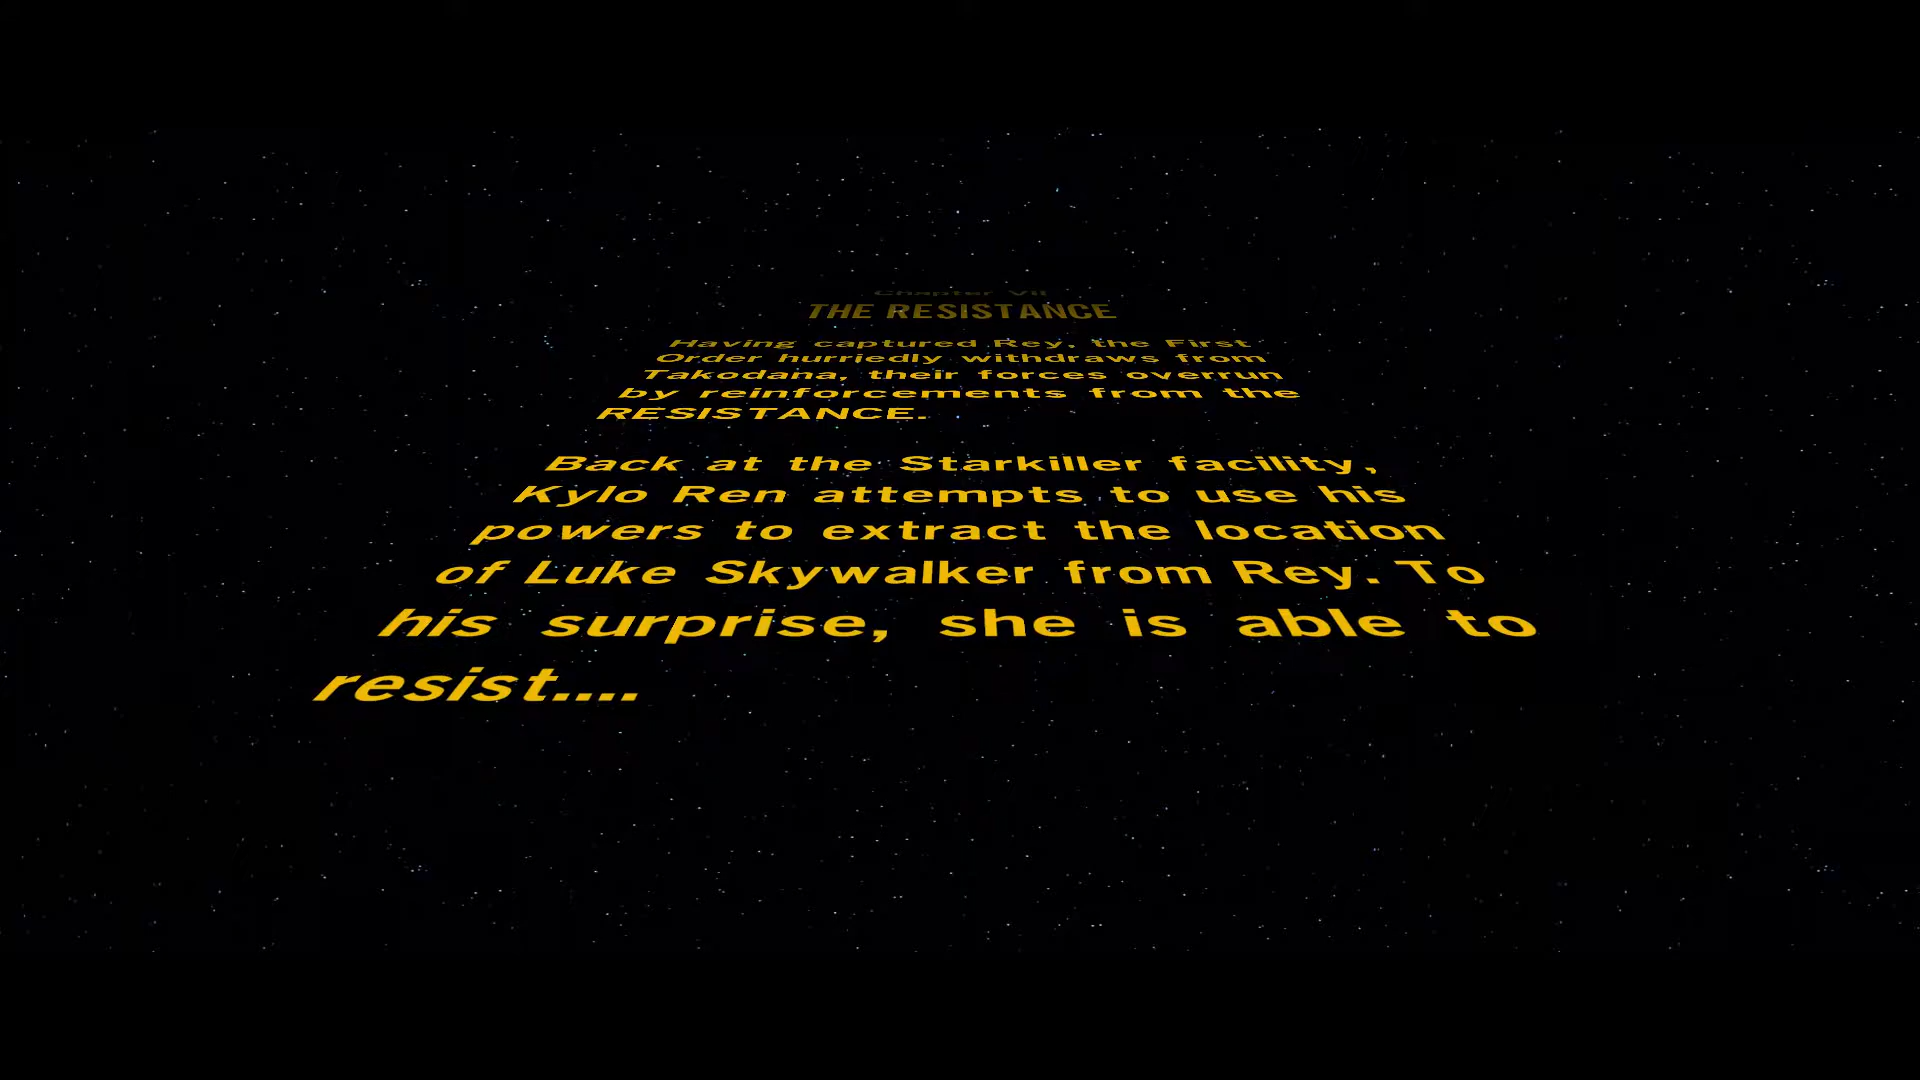 Chapter VII
THE RESISTANCE
Having captured Rey, the First
Order hurriedly withdraws from
Takodana, their forces overrun
by reinforcements from the
RESISTANCE.
Back at the Starkiller facility,
Kylo Ren attempts to use his
powers to extract the location
of Luke Skywalker from Rey. To
his surprise, she is able to
resist....